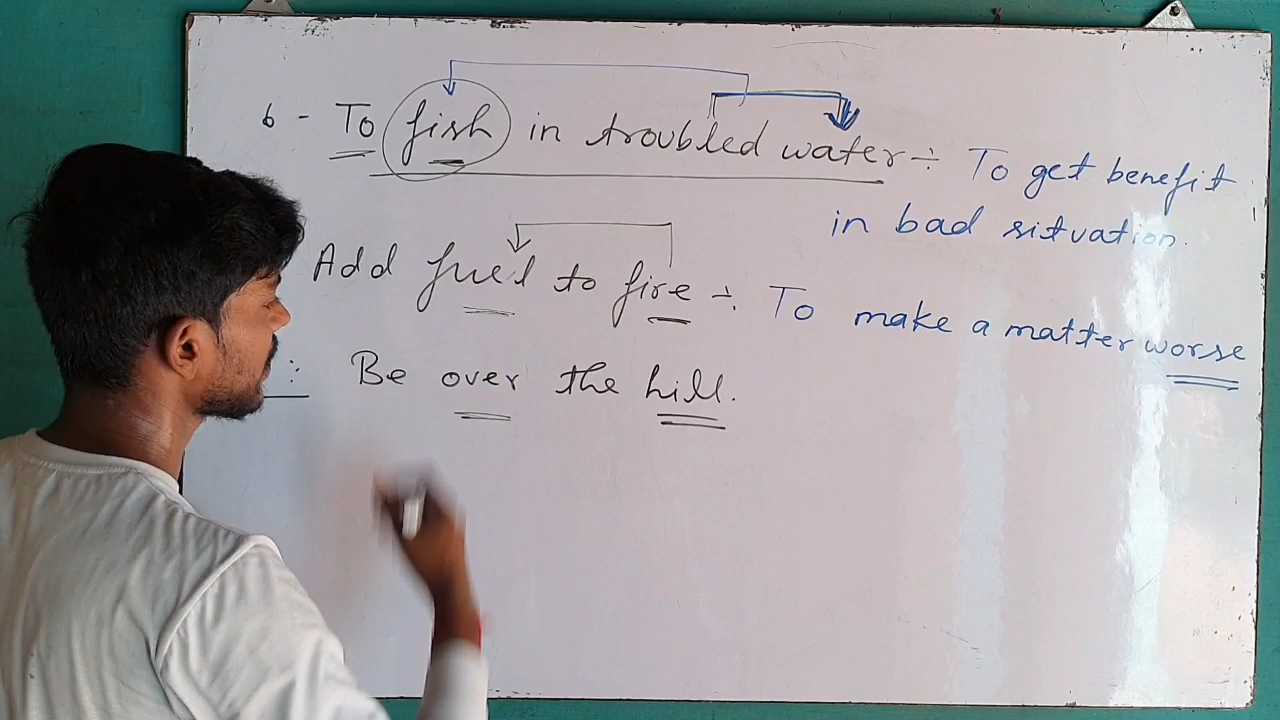 6 - To fish in troubled water ÷ To get benefit
in bad situation.
Add fuel to fire ÷ To make a matter worse
: Be over the hill.